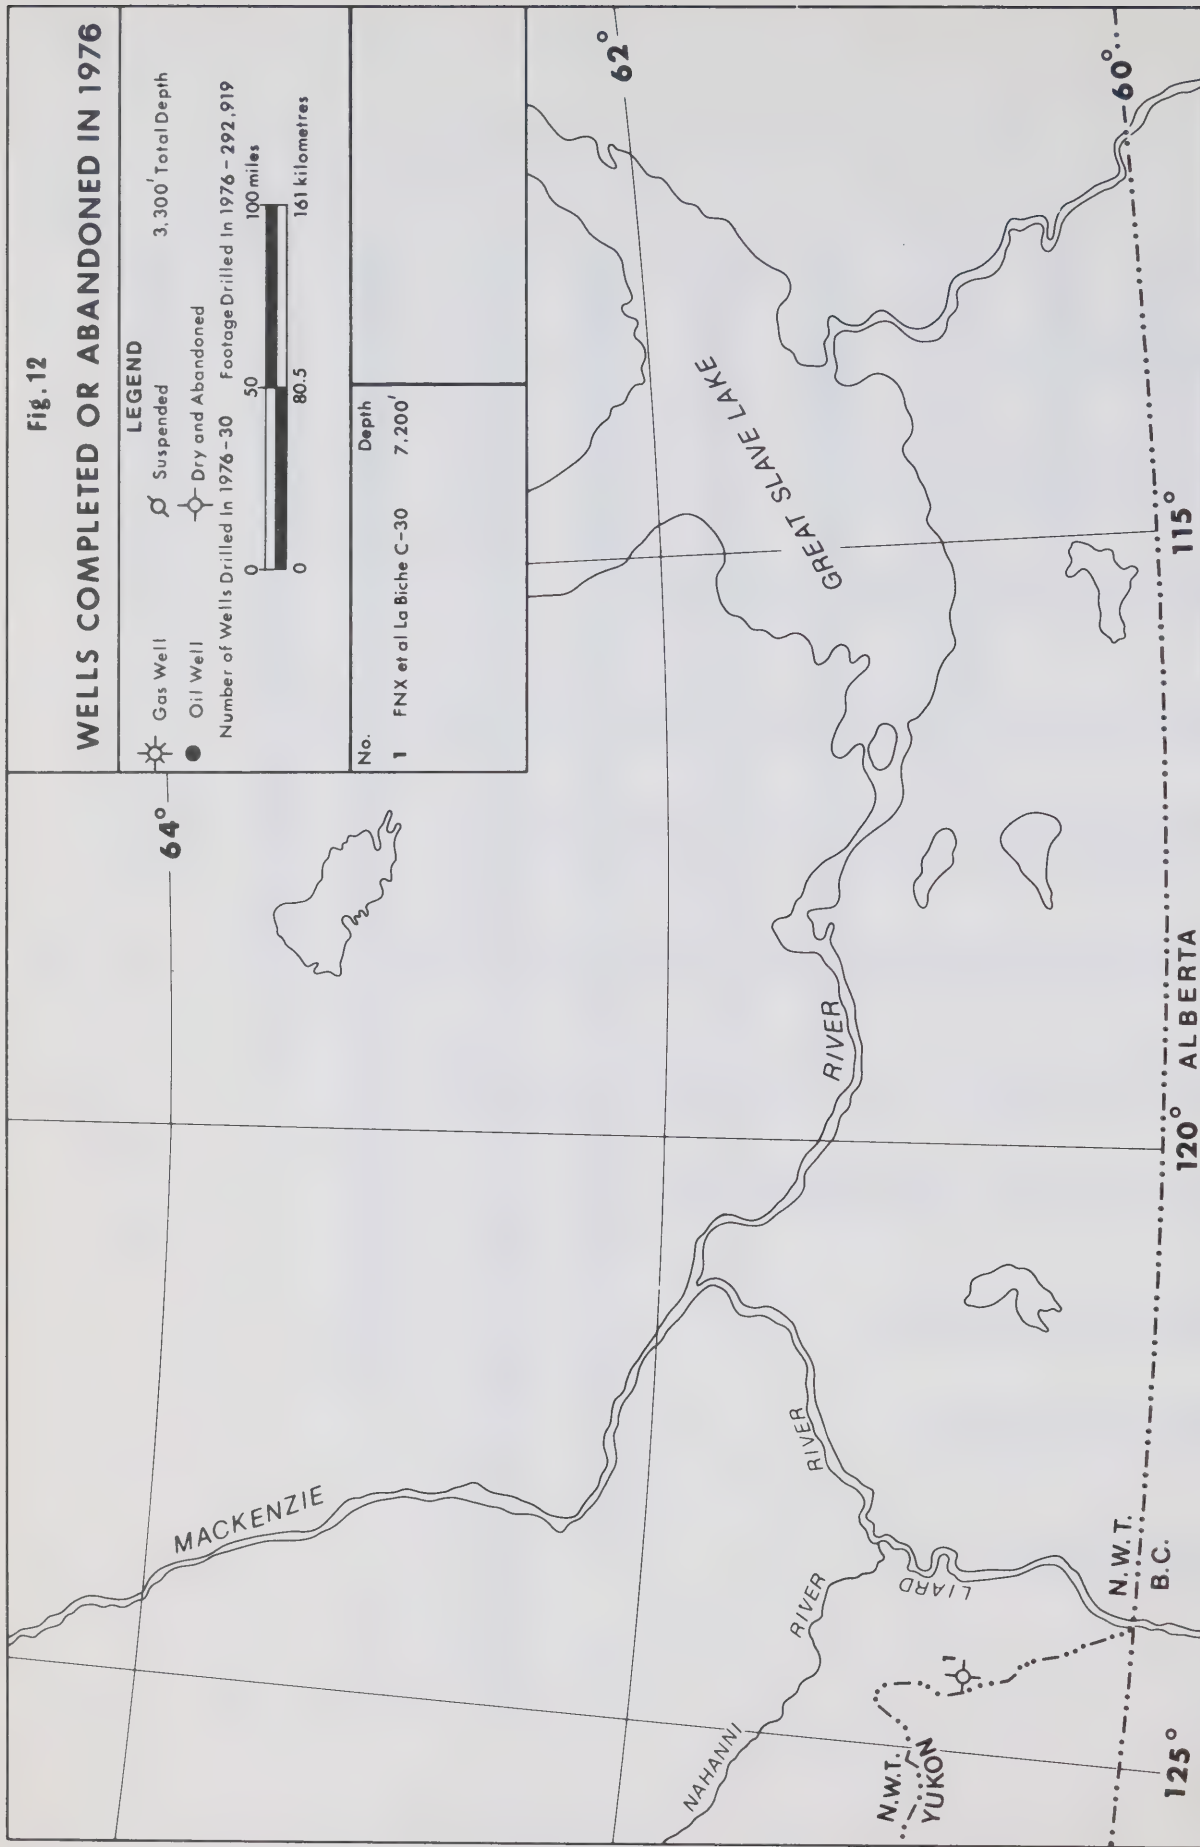 Fig. 12
WELLS COMPLETED OR ABANDONED IN 1976
LEGEND
Gas Well
Suspended
3,300' Total Depth
Oil Well
Dry and Abandoned
Number of Wells Drilled In 1976-30 Footage Drilled In 1976 - 292,919
0 50 100 miles
0 80.5 161 kilometres
No. Depth
1 FNX et al La Biche C-30 7,200'
64°
62°
60°
MACKENZIE
RIVER
GREAT SLAVE LAKE
RIVER
LIARD
NAHANNI
RIVER
1
N.W.T.
YUKON
N.W.T.
B.C.
ALBERTA
125°
120°
115°